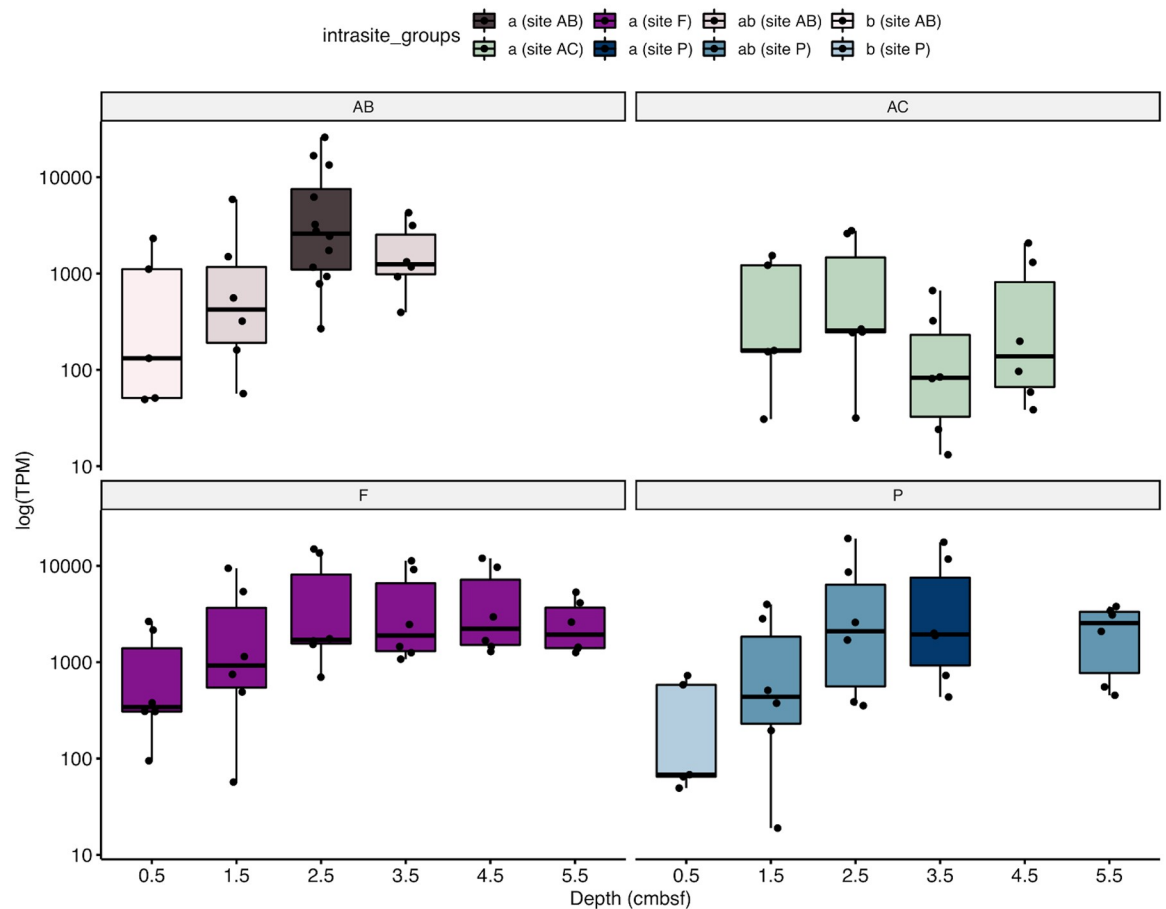 intrasite_groups
a (site AB) a (site F) ab (site AB) b (site AB)
a (site AC) a (site P) ab (site P) b (site P)
AB AC
10000
1000
100
10
F P
log(TPM)
10000
1000
100
10
0.5 1.5 2.5 3.5 4.5 5.5 0.5 1.5 2.5 3.5 4.5 5.5
Depth (cmbsf)